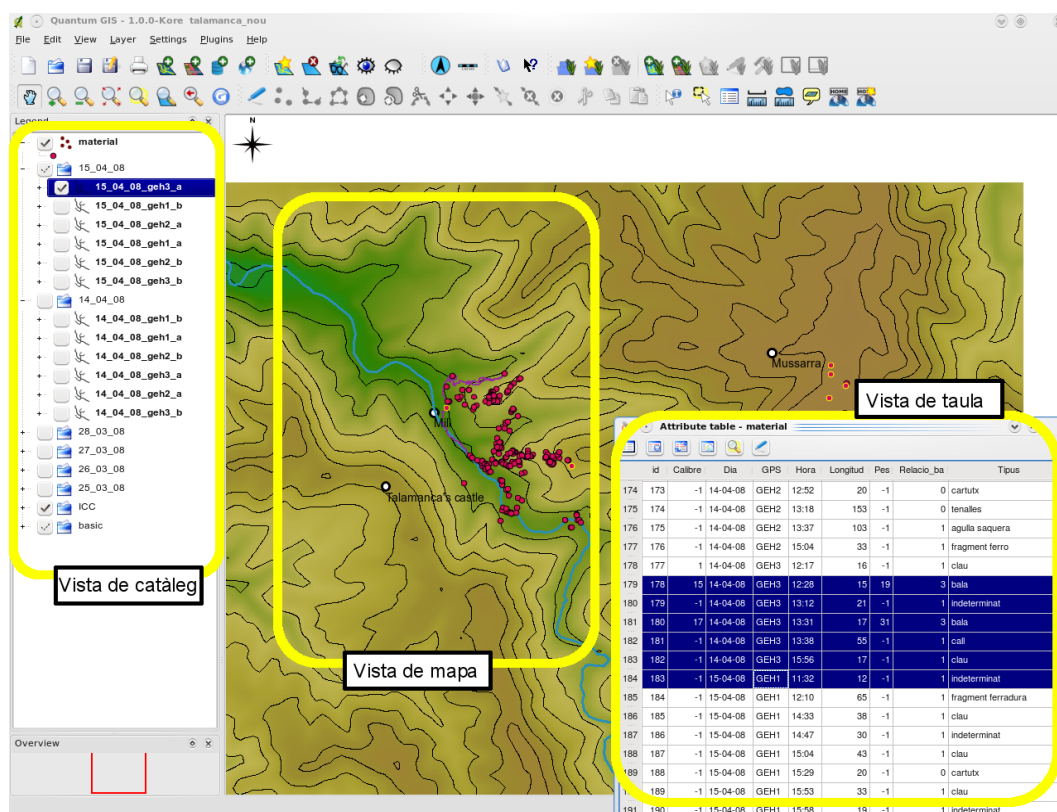 Quantum GIS - 1.0.0-Kore talamanca_nou
File Edit View Layer Settings Plugins Help
Legend
material
15_04_08
15_04_08_geh3_a
15_04_08_geh1_b
15_04_08_geh2_a
15_04_08_geh1_a
15_04_08_geh2_b
15_04_08_geh3_b
14_04_08
14_04_08_geh1_b
14_04_08_geh1_a
14_04_08_geh2_b
14_04_08_geh3_a
14_04_08_geh2_a
14_04_08_geh3_b
28_03_08
27_03_08
26_03_08
25_03_08
ICC
basic
Vista de catàleg
Overview
N
Mussarra
Mill
Talamanca's castle
Vista de mapa
Vista de taula
Attribute table - material
id Calibre Dia GPS Hora Longitud Pes Relacio_ba Tipus
174 173 -1 14-04-08 GEH2 12:52 20 -1 0 cartutx
175 174 -1 14-04-08 GEH2 13:18 153 -1 0 tenalles
176 175 -1 14-04-08 GEH2 13:37 103 -1 1 agulla saquera
177 176 -1 14-04-08 GEH2 15:04 33 -1 1 fragment ferro
178 177 1 14-04-08 GEH3 12:17 16 -1 1 clau
179 178 15 14-04-08 GEH3 12:28 15 19 3 bala
180 179 -1 14-04-08 GEH3 13:12 21 -1 1 indeterminat
181 180 17 14-04-08 GEH3 13:31 17 31 3 bala
182 181 -1 14-04-08 GEH3 13:38 55 -1 1 call
183 182 -1 14-04-08 GEH3 15:56 17 -1 1 clau
184 183 -1 15-04-08 GEH1 11:32 12 -1 1 indeterminat
185 184 -1 15-04-08 GEH1 12:10 65 -1 1 fragment ferradura
186 185 -1 15-04-08 GEH1 14:33 38 -1 1 clau
187 186 -1 15-04-08 GEH1 14:47 30 -1 1 indeterminat
188 187 -1 15-04-08 GEH1 15:04 43 -1 1 clau
189 188 -1 15-04-08 GEH1 15:29 20 -1 0 cartutx
189 -1 15-04-08 GEH1 15:53 33 -1 1 clau
191 190 -1 15-04-08 GEH1 15:58 19 -1 1 indeterminat